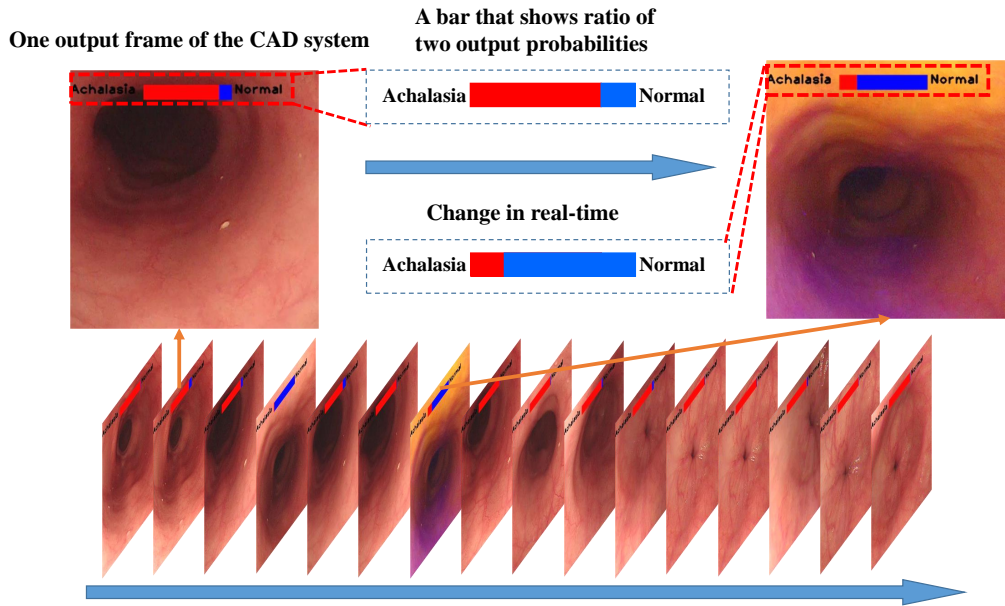 A bar that shows ratio of
two output probabilities
One output frame of the CAD system
Achalasia Normal
Achalasia Normal
Achalasia Normal
Change in real-time
Achalasia Normal